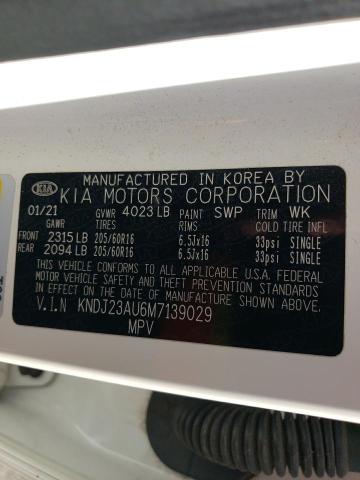 MANUFACTURED IN KOREA BY
KIA KIA MOTORS CORPORATION
01/21 GVWR 4023 LB PAINT SWP TRIM WK
GAWR TIRES RIMS COLD TIRE INFL
FRONT 2315 LB 205/60R16 6.5Jx16 33psi SINGLE
REAR 2094 LB 205/60R16 6.5Jx16 33psi SINGLE
THIS VEHICLE CONFORMS TO ALL APPLICABLE U.S.A. FEDERAL
MOTOR VEHICLE SAFETY AND THEFT PREVENTION STANDARDS
IN EFFECT ON THE DATE OF MANUFACTURE SHOWN ABOVE.
V.I.N KNDJ23AU6M7139029
MPV